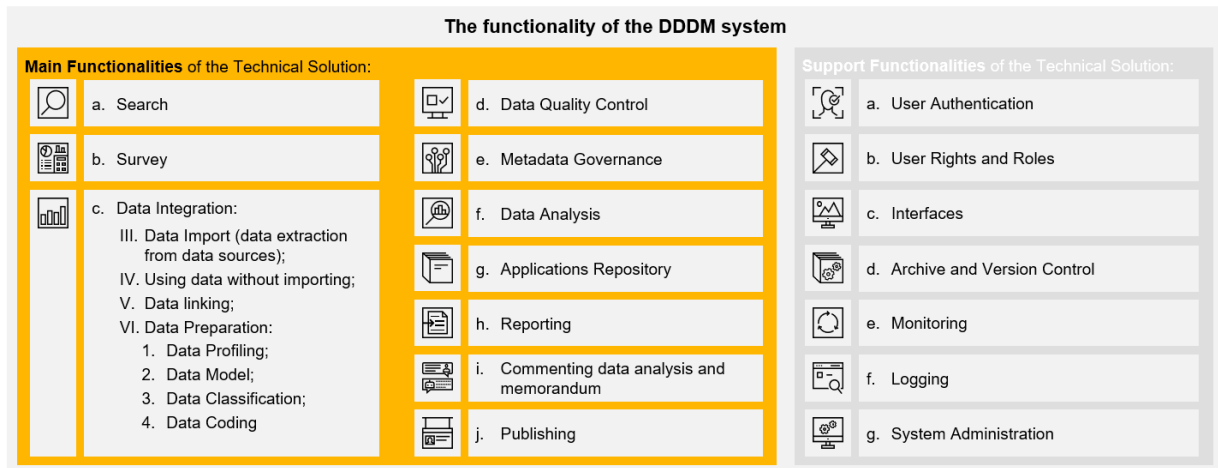 The functionality of the DDDM system
Main Functionalities of the Technical Solution:
a. Search
b. Survey
c. Data Integration:
III. Data Import (data extraction
from data sources);
IV. Using data without importing;
V. Data linking;
VI. Data Preparation:
1. Data Profiling;
2. Data Model;
3. Data Classification;
4. Data Coding
d. Data Quality Control
e. Metadata Governance
f. Data Analysis
g. Applications Repository
h. Reporting
i. Commenting data analysis and
memorandum
j. Publishing
Support Functionalities of the Technical Solution:
a. User Authentication
b. User Rights and Roles
c. Interfaces
d. Archive and Version Control
e. Monitoring
f. Logging
g. System Administration